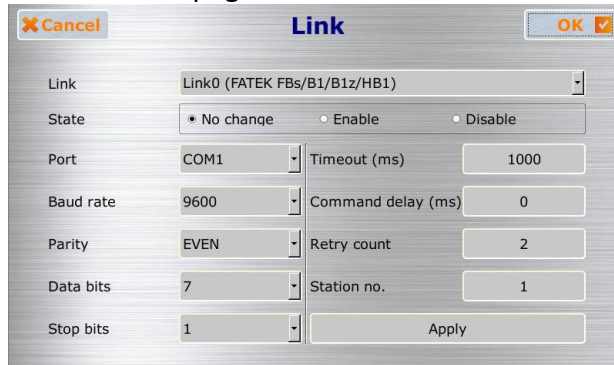 Cancel Link OK
Link Link0 (FATEK FBs/B1/B1z/HB1)
State No change Enable Disable
Port COM1 Timeout (ms) 1000
Baud rate 9600 Command delay (ms) 0
Parity EVEN Retry count 2
Data bits 7 Station no. 1
Stop bits 1 Apply